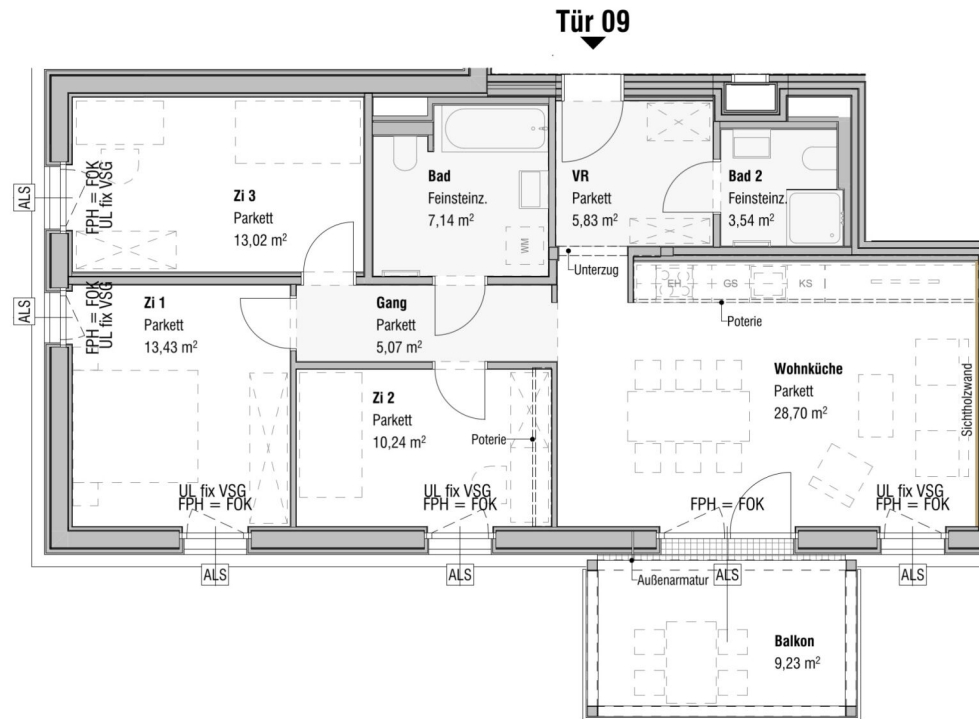 Tür 09
Zi 3
Parkett
13,02 m²
Bad
Feinsteinz.
7,14 m²
WM
VR
Parkett
5,83 m²
Bad 2
Feinsteinz.
3,54 m²
ALS
FPH = FOK
UL fix VSG
Unterzug
EH
GS
KS
Poterie
ALS
FPH = FOK
UL fix VSG
Zi 1
Parkett
13,43 m²
Gang
Parkett
5,07 m²
Zi 2
Parkett
10,24 m²
Poterie
Wohnküche
Parkett
28,70 m²
Sichtholzwand
UL fix VSG
FPH = FOK
UL fix VSG
FPH = FOK
FPH = FOK
UL fix VSG
FPH = FOK
ALS
ALS
Außenarmatur
ALS
ALS
Balkon
9,23 m²